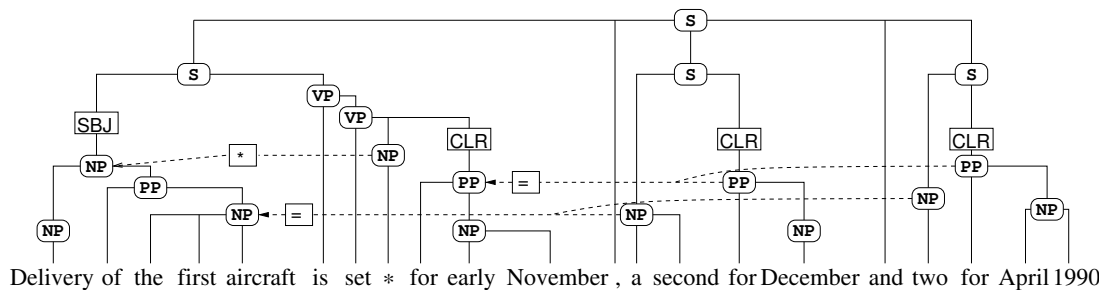 S
S S S
VP
VP
SBJ CLR CLR CLR
NP * NP PP
PP PP = PP
NP
NP = NP NP
NP NP NP
Delivery of the first aircraft is set * for early November , a second for December and two for April 1990